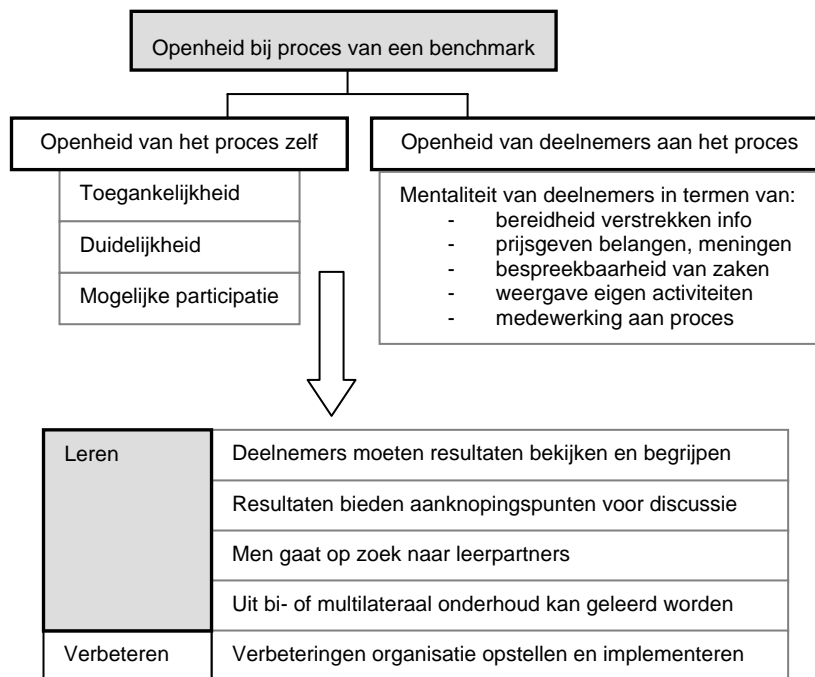 Openheid bij proces van een benchmark
Openheid van het proces zelf
Toegankelijkheid
Duidelijkheid
Mogelijke participatie
Openheid van deelnemers aan het proces
Mentaliteit van deelnemers in termen van:
- bereidheid verstrekken info
- prijsgeven belangen, meningen
- bespreekbaarheid van zaken
- weergave eigen activiteiten
- medewerking aan proces
Leren
Deelnemers moeten resultaten bekijken en begrijpen
Resultaten bieden aanknopingspunten voor discussie
Men gaat op zoek naar leerpartners
Uit bi- of multilateraal onderhoud kan geleerd worden
Verbeteren
Verbeteringen organisatie opstellen en implementeren